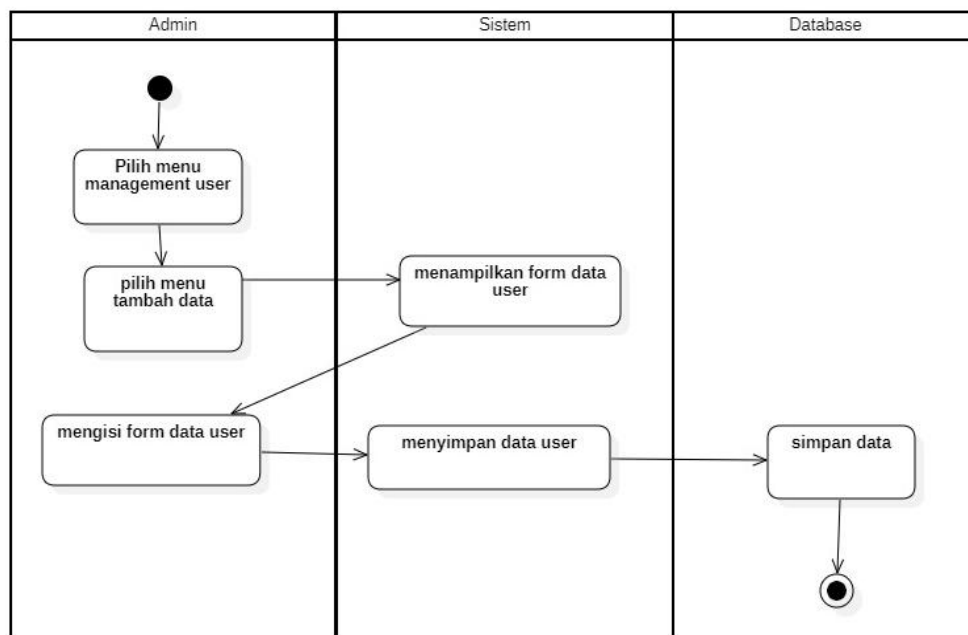 Admin
Sistem
Database
Pilih menu
management user
pilih menu
tambah data
menampilkan form data
user
mengisi form data user
menyimpan data user
simpan data